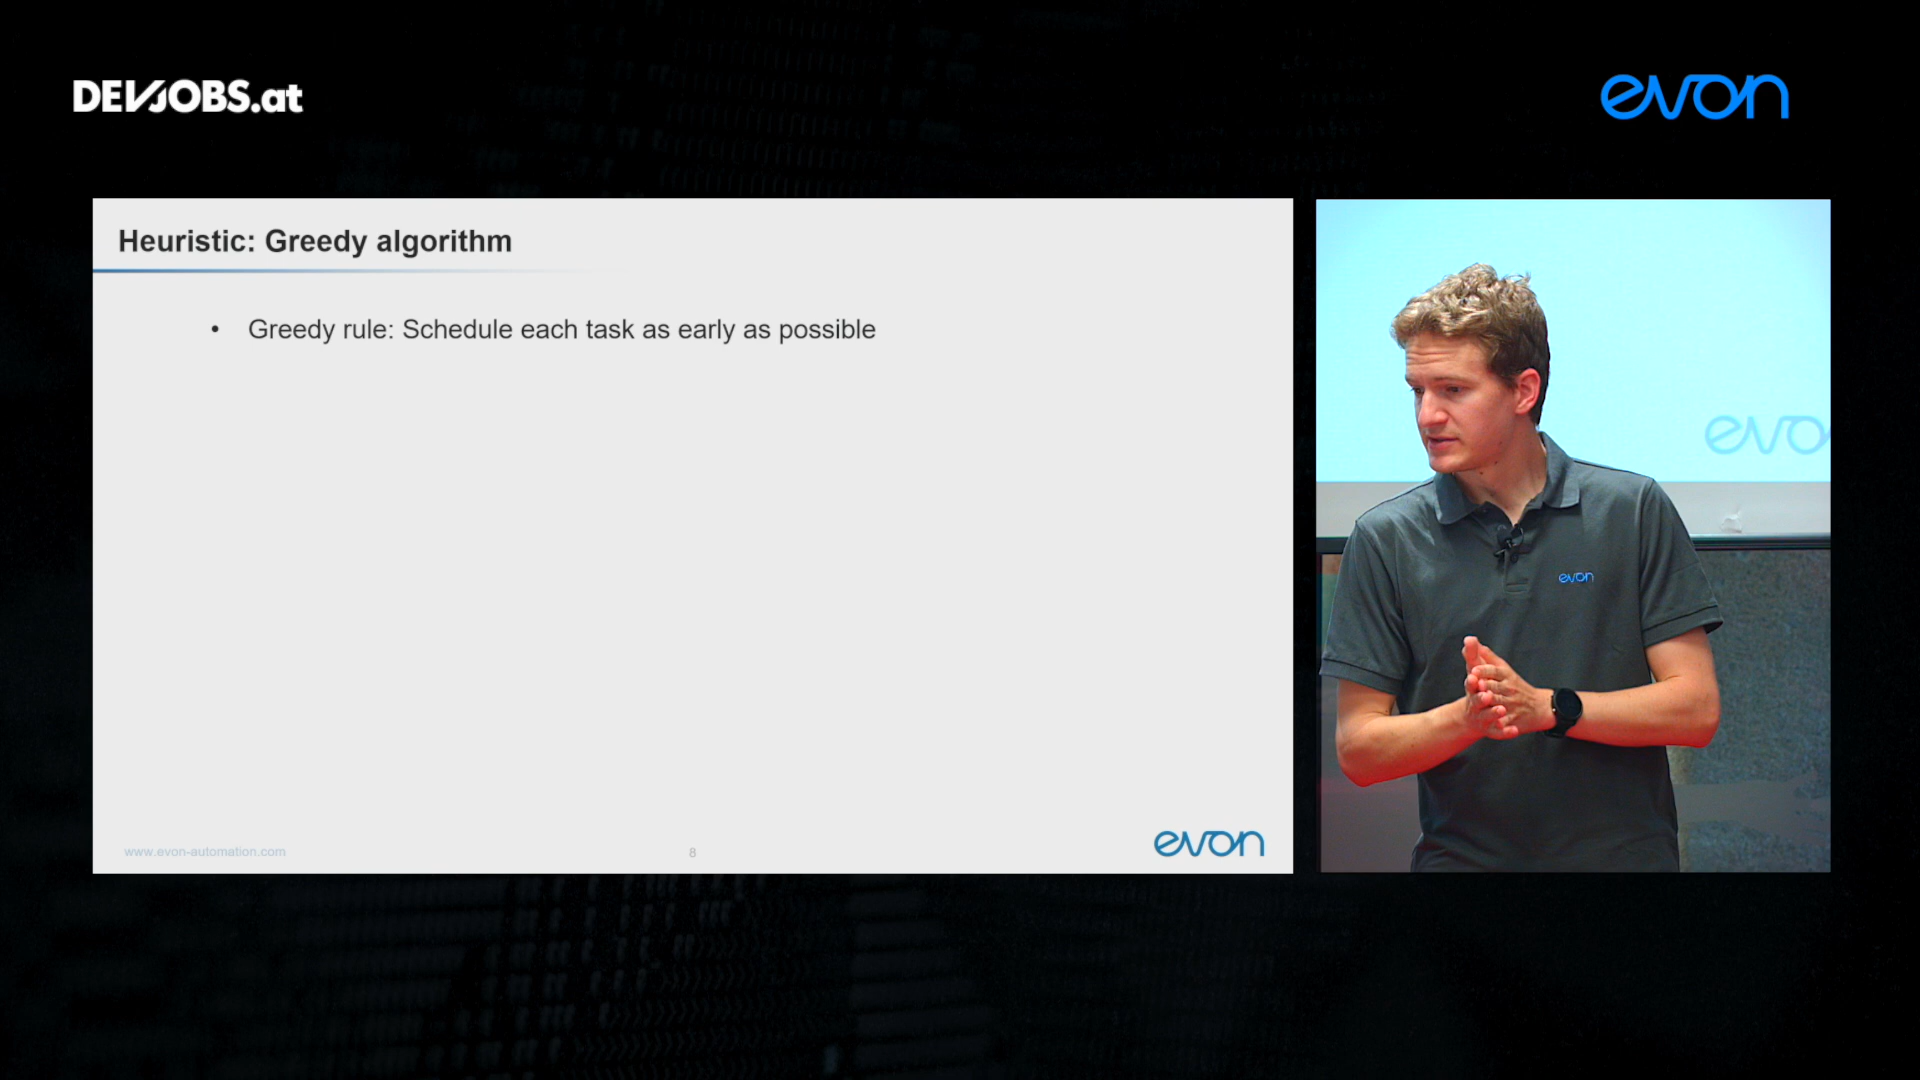 DEVJOBS.at
evon
Heuristic: Greedy algorithm
• Greedy rule: Schedule each task as early as possible
www.evon-automation.com
8
evon
evo
evon